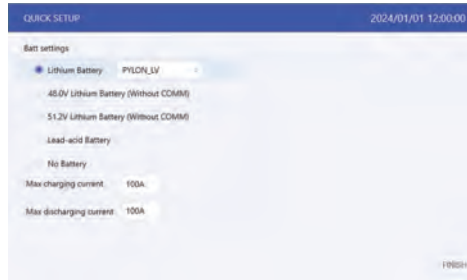 QUICK SETUP 2024/01/01 12:00:00
Batt settings
Lithium Battery PYLON_LV
48.0V Lithium Battery (Without COMM)
51.2V Lithium Battery (Without COMM)
Lead-acid Battery
No Battery
Max charging current 100A
Max discharging current 100A
FINISH